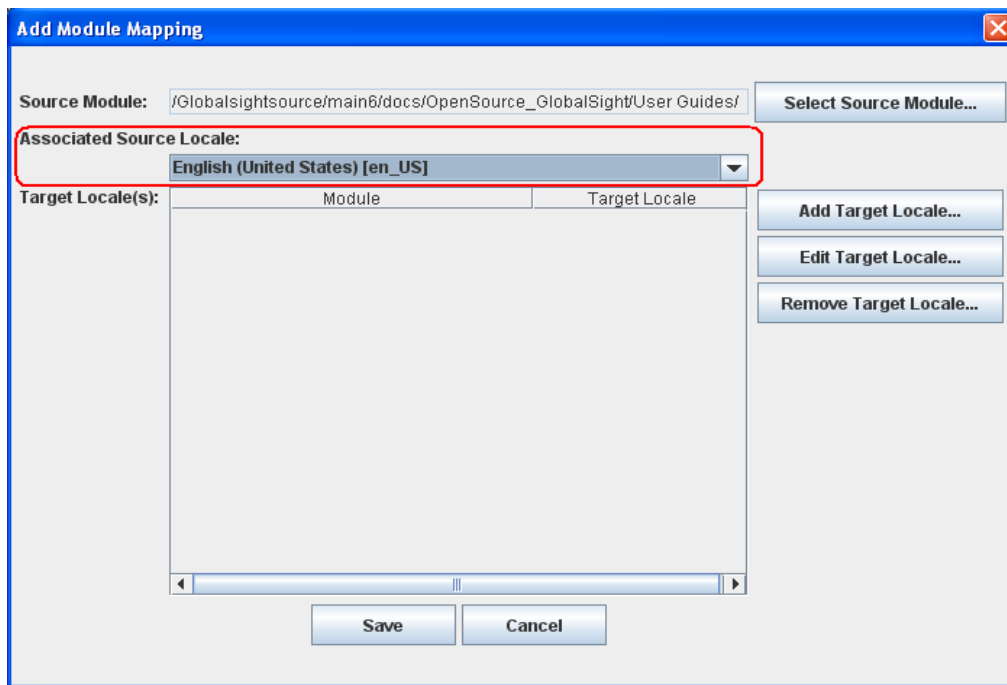 Add Module Mapping
Source Module: /Globalsightsource/main6/docs/OpenSource_GlobalSight/User Guides/ Select Source Module...
Associated Source Locale:
English (United States) [en_US]
Target Locale(s): Module Target Locale
Add Target Locale...
Edit Target Locale...
Remove Target Locale...
Save Cancel